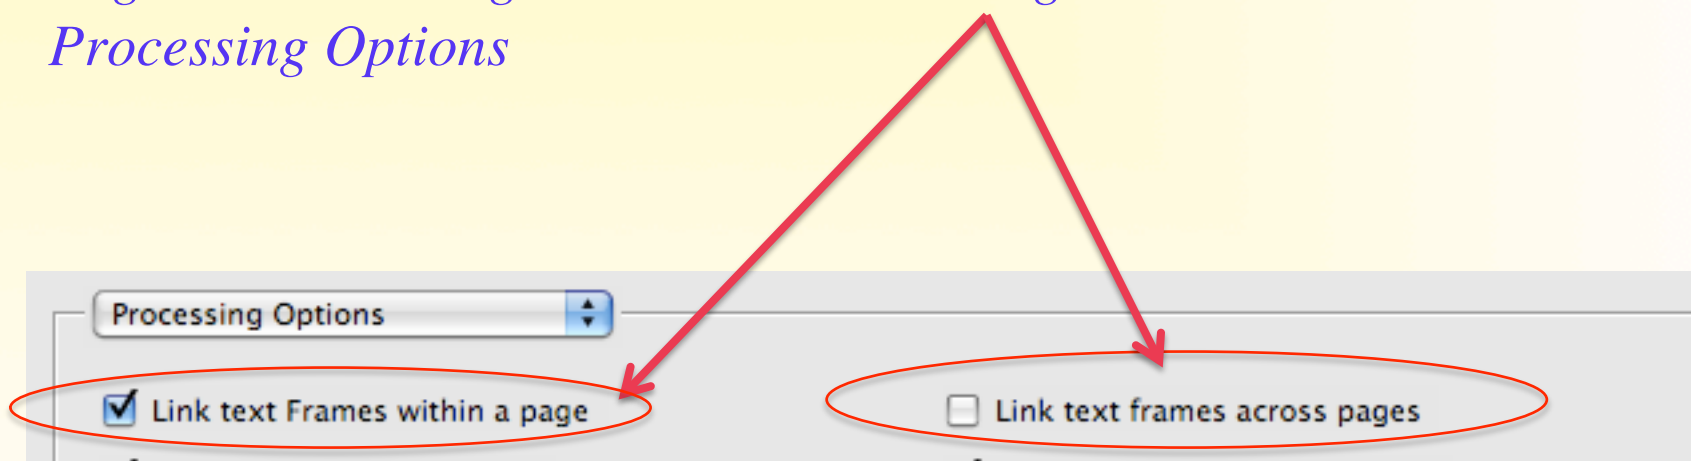 Processing Options
Processing Options
Link text Frames within a page
Link text frames across pages